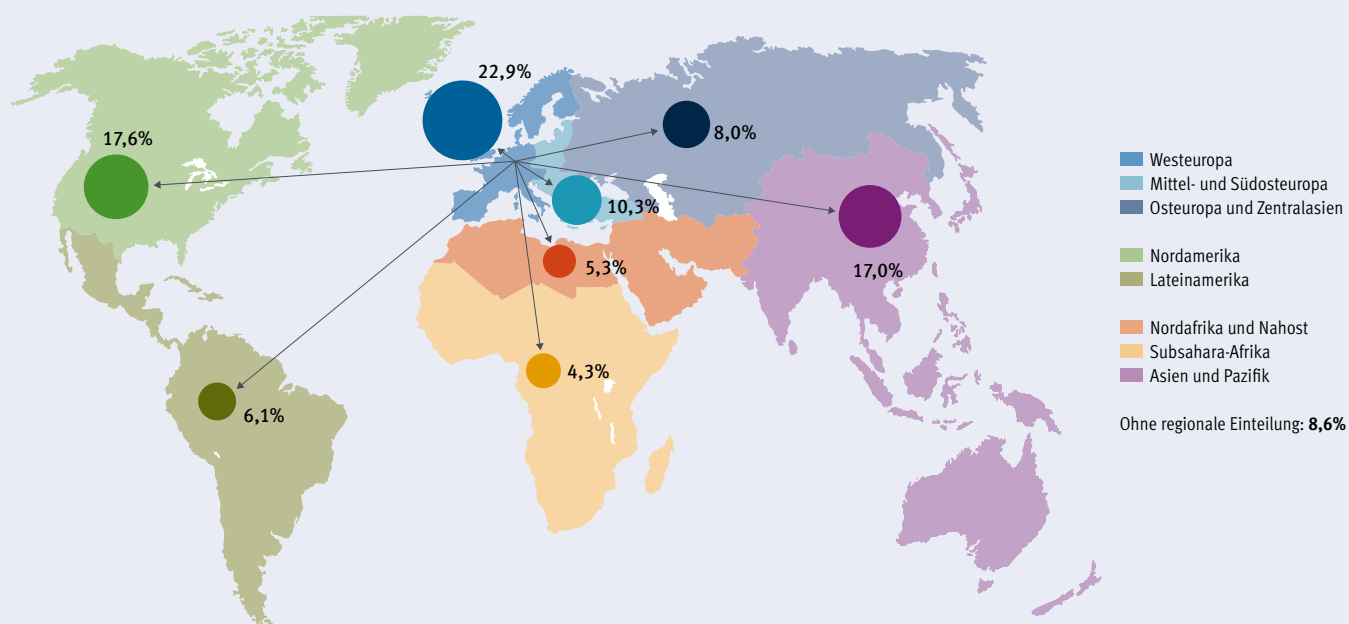 22,9%
17,6%
8,0%
10,3%
5,3%
17,0%
4,3%
6,1%
Westeuropa
Mittel- und Südosteuropa
Osteuropa und Zentralasien
Nordamerika
Lateinamerika
Nordafrika und Nahost
Subsahara-Afrika
Asien und Pazifik
Ohne regionale Einteilung: 8,6%